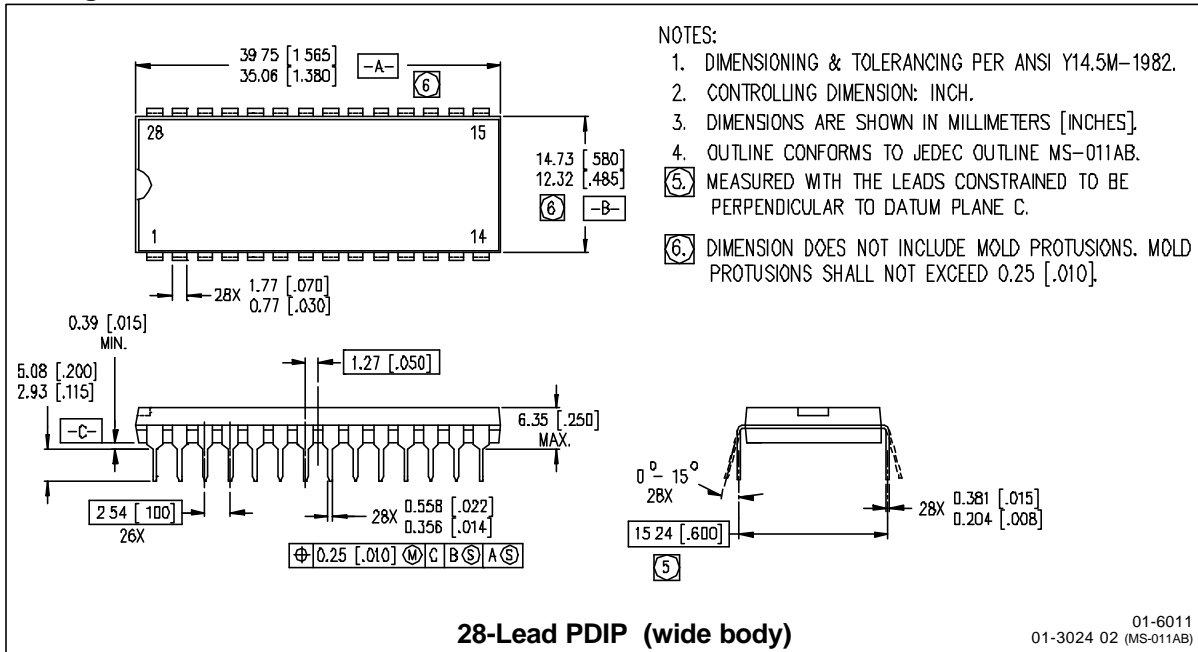 39 75 [1 565]
35.06 [1.380]
-A-
6
28
15
1
14
14.73 [.580]
12.32 [.485]
6
-B-
28X
1.77 [.070]
0.77 [.030]
NOTES:
1. DIMENSIONING & TOLERANCING PER ANSI Y14.5M-1982.
2. CONTROLLING DIMENSION: INCH.
3. DIMENSIONS ARE SHOWN IN MILLIMETERS [INCHES].
4. OUTLINE CONFORMS TO JEDEC OUTLINE MS-011AB.
5. MEASURED WITH THE LEADS CONSTRAINED TO BE
PERPENDICULAR TO DATUM PLANE C.
6. DIMENSION DOES NOT INCLUDE MOLD PROTUSIONS. MOLD
PROTUSIONS SHALL NOT EXCEED 0.25 [.010].
0.39 [.015]
MIN.
5.08 [.200]
2.93 [.115]
-C-
1.27 [.050]
6.35 [.250]
MAX.
2 54 [ 100]
26X
28X
0.558 [.022]
0.356 [.014]
⌖ 0.25 [.010] Ⓜ C B Ⓢ A Ⓢ
0°- 15°
28X
28X
0.381 [.015]
0.204 [.008]
15 24 [.600]
5
28-Lead PDIP (wide body)
01-6011
01-3024 02 (MS-011AB)